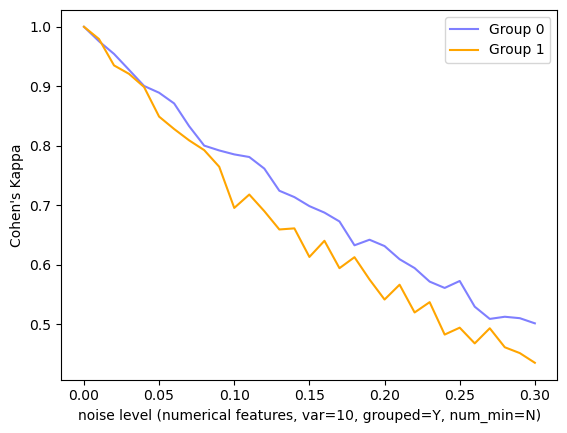 Group 0
Group 1
Cohen's Kappa
1.0
0.9
0.8
0.7
0.6
0.5
0.00 0.05 0.10 0.15 0.20 0.25 0.30
noise level (numerical features, var=10, grouped=Y, num_min=N)